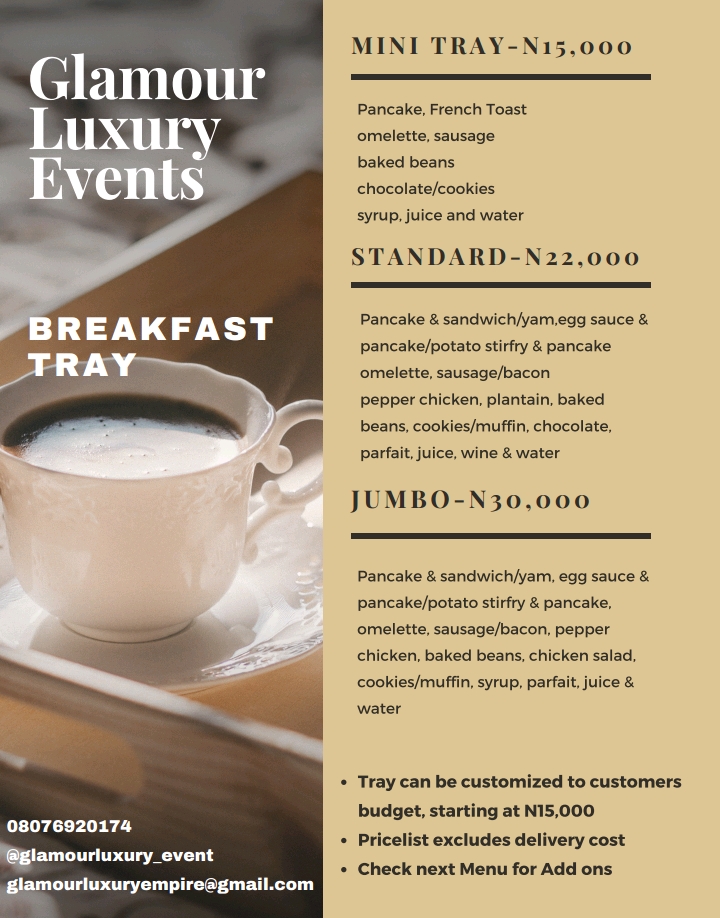 Glamour
Luxury
Events
BREAKFAST
TRAY
08076920174
@glamourluxury_event
glamourluxuryempire@gmail.com
MINI TRAY-N15,000
Pancake, French Toast
omelette, sausage
baked beans
chocolate/cookies
syrup, juice and water
STANDARD-N22,000
Pancake & sandwich/yam,egg sauce &
pancake/potato stirfry & pancake
omelette, sausage/bacon
pepper chicken, plantain, baked
beans, cookies/muffin, chocolate,
parfait, juice, wine & water
JUMBO-N30,000
Pancake & sandwich/yam, egg sauce &
pancake/potato stirfry & pancake,
omelette, sausage/bacon, pepper
chicken, baked beans, chicken salad,
cookies/muffin, syrup, parfait, juice &
water
• Tray can be customized to customers
budget, starting at N15,000
• Pricelist excludes delivery cost
• Check next Menu for Add ons